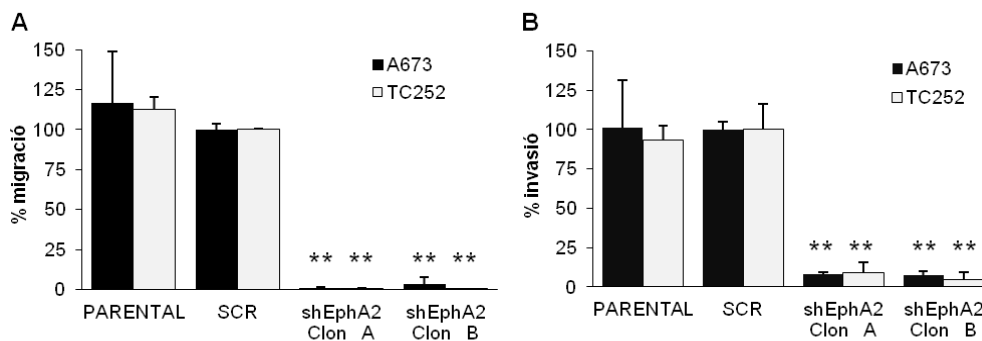 A
% migració
150
125
100
75
50
25
0
A673
TC252
** ** ** **
PARENTAL SCR shEphA2 shEphA2
Clon A Clon B
B
% invasió
150
125
100
75
50
25
0
A673
TC252
** ** ** **
PARENTAL SCR shEphA2 shEphA2
Clon A Clon B